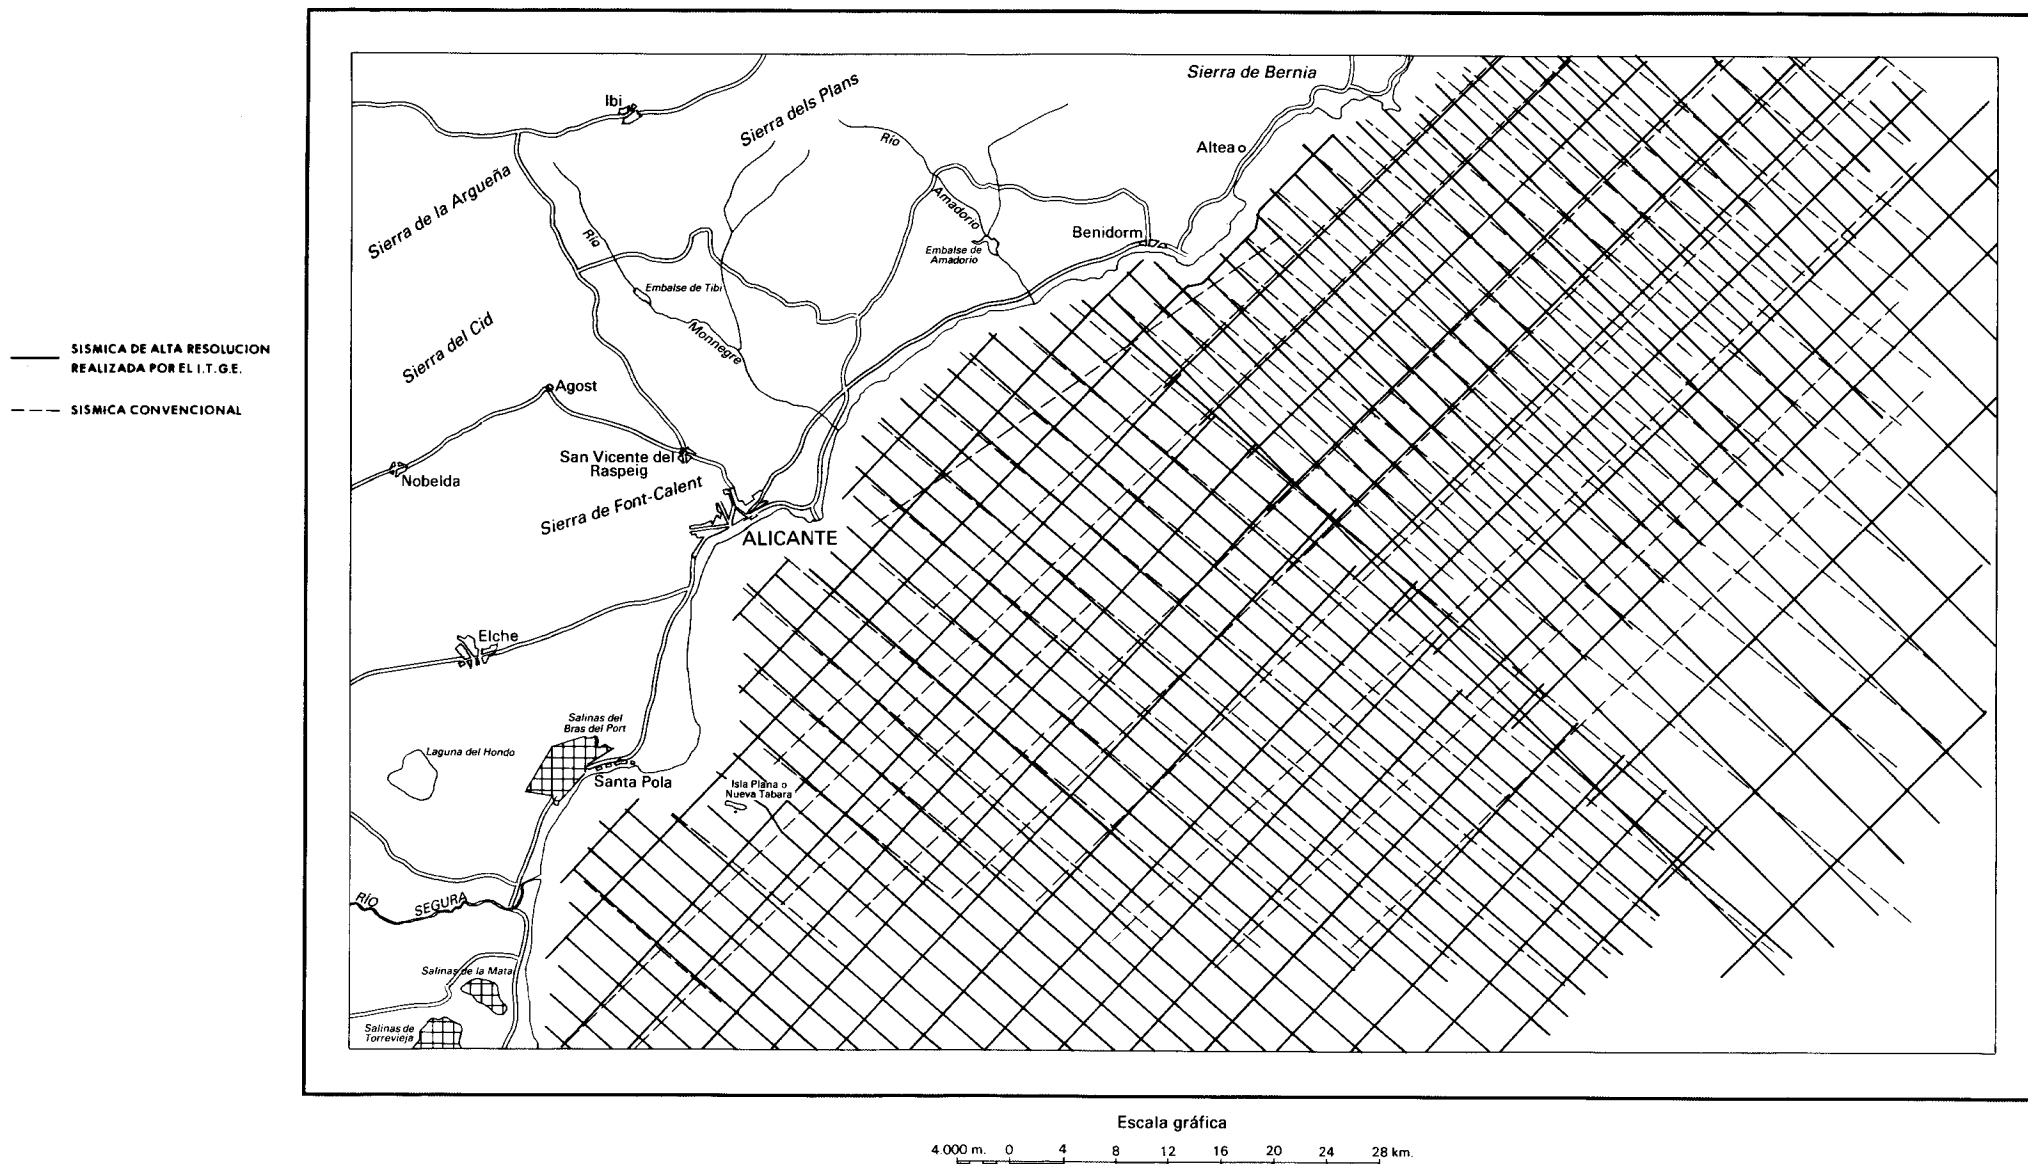 Sierra de Bernia
Ibi
Sierra dels Plans
Río
Altea
Sierra de la Argueña
Amadorio
Río
Benidorm
Embalse de
Amadorio
Embalse de Tibi
Sierra del Cid
Monnegre
SISMICA DE ALTA RESOLUCION
REALIZADA POR EL I.T.G.E.
SISMICA CONVENCIONAL
Agost
San Vicente del
Raspeig
Nobelda
Sierra de Font-Calent
ALICANTE
Elche
Salinas del
Bras del Port
Laguna del Hondo
Santa Pola
Isla Plana o
Nueva Tabara
RÍO
SEGURA
Salinas de la Mata
Salinas de
Torrevieja
Escala gráfica
4.000 m. 0 4 8 12 16 20 24 28 km.